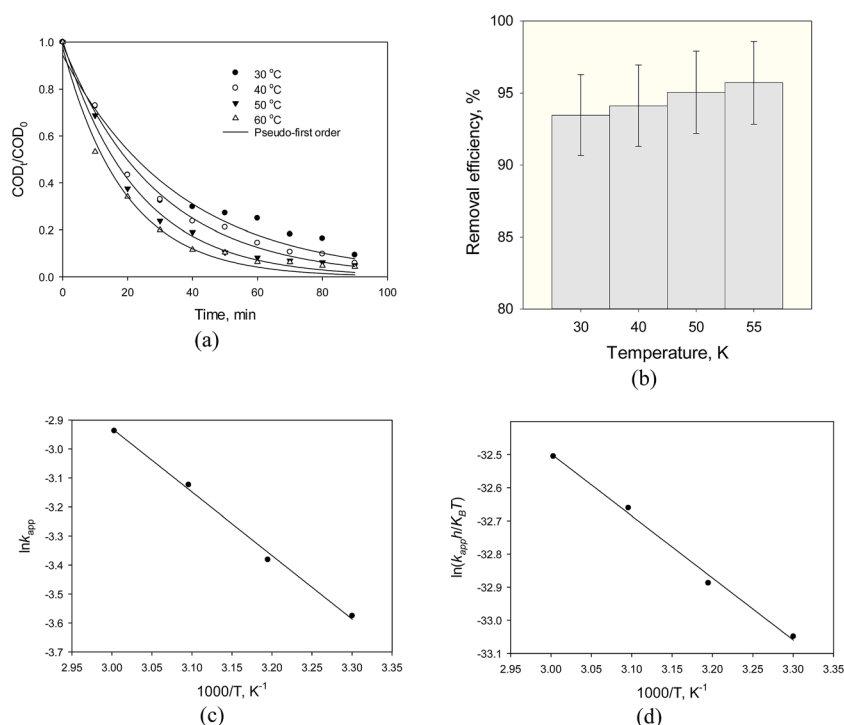 1.0
0.8
0.6
0.4
0.2
0.0
0 20 40 60 80 100
CODt/COD0
Time, min
30 °C
40 °C
50 °C
60 °C
Pseudo-first order
(a)
95
90
85
80
30 40 50 55
Removal efficiency, %
Temperature, K
(b)
-2.9
-3.0
-3.1
-3.2
-3.3
-3.4
-3.5
-3.6
-3.7
2.95 3.00 3.05 3.10 3.15 3.20 3.25 3.30 3.35
lnkapp
1000/T, K-1
(c)
-32.5
-32.6
-32.7
-32.8
-32.9
-33.0
-33.1
2.95 3.00 3.05 3.10 3.15 3.20 3.25 3.30 3.35
ln(kapph/KBT)
1000/T, K-1
(d)